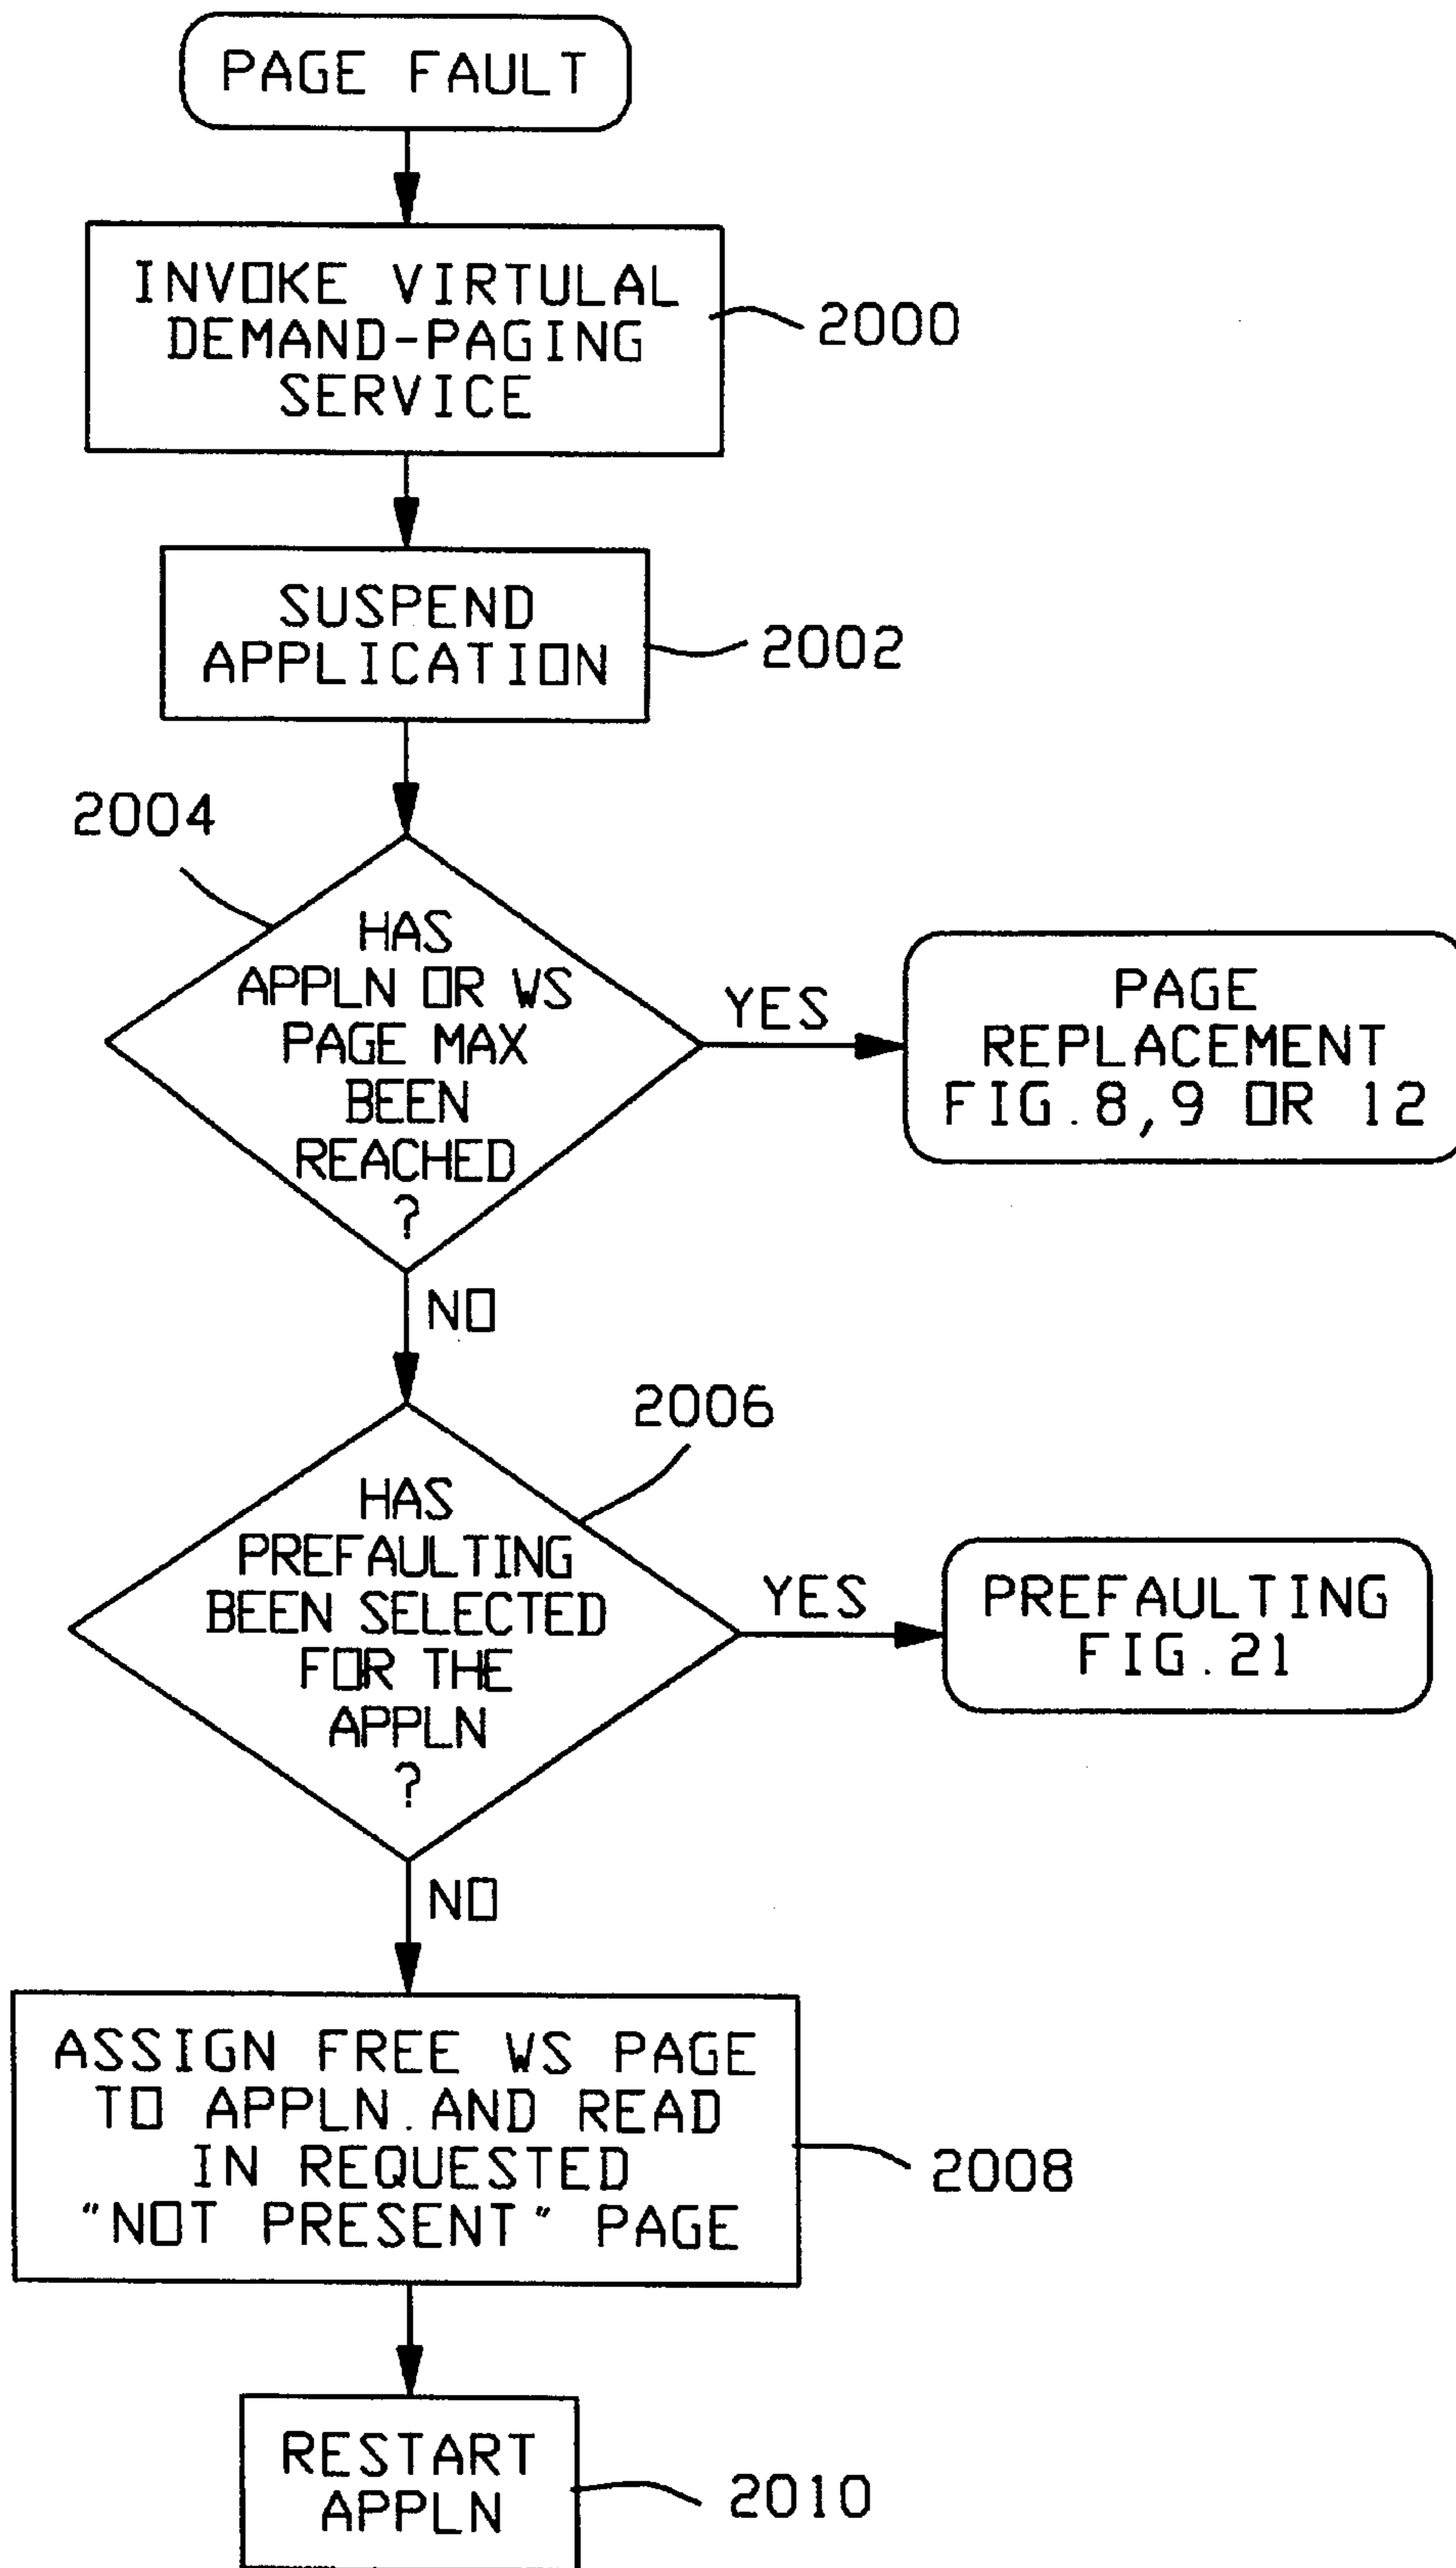 PAGE FAULT
INVOKE VIRTULAL
DEMAND-PAGING
SERVICE
2000
SUSPEND
APPLICATION
2002
2004
HAS
APPLN OR WS
PAGE MAX
BEEN
REACHED
?
YES
PAGE
REPLACEMENT
FIG.8,9 OR 12
NO
2006
HAS
PREFAULTING
BEEN SELECTED
FOR THE
APPLN
?
YES
PREFAULTING
FIG.21
NO
ASSIGN FREE WS PAGE
TO APPLN.AND READ
IN REQUESTED
"NOT PRESENT" PAGE
2008
RESTART
APPLN
2010